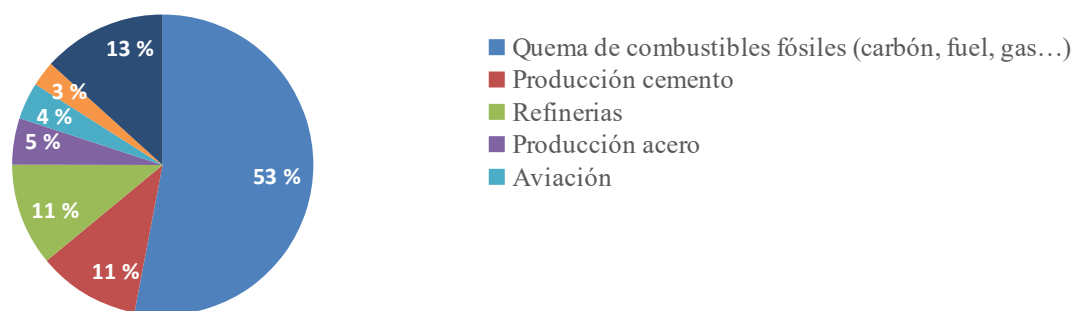 13 %
3 %
4 %
5 %
11 %
11 %
53 %
Quema de combustibles fósiles (carbón, fuel, gas…)
Producción cemento
Refinerias
Producción acero
Aviación